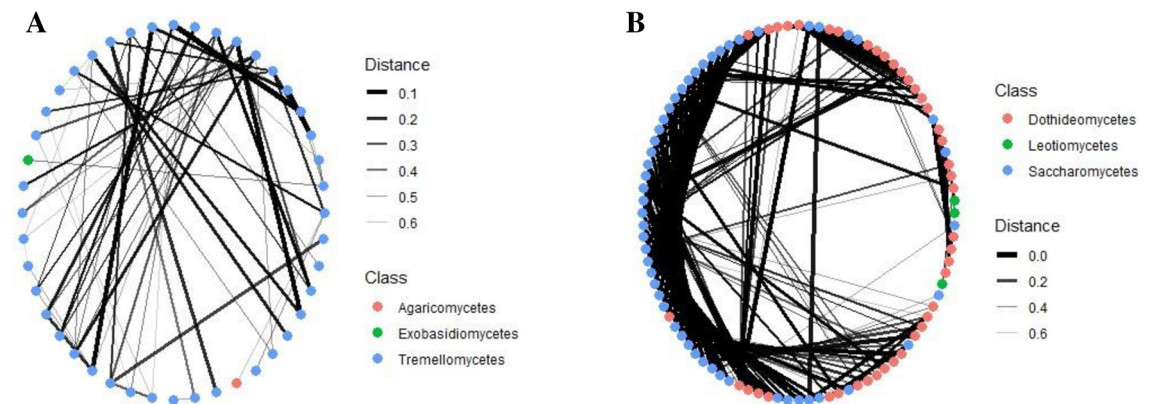 A
Distance
0.1
0.2
0.3
0.4
0.5
0.6
Class
Agaricomycetes
Exobasidiomycetes
Tremellomycetes
B
Class
Dothideomycetes
Leotiomycetes
Saccharomycetes
Distance
0.0
0.2
0.4
0.6